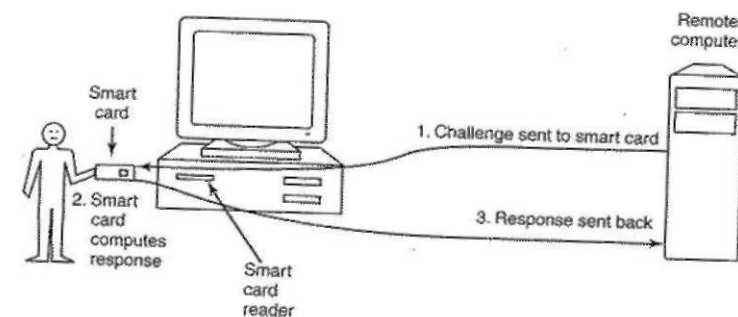 Remote
compute
Smart
card
1. Challenge sent to smart card
2. Smart
card
computes
response
3. Response sent back
Smart
card
reader